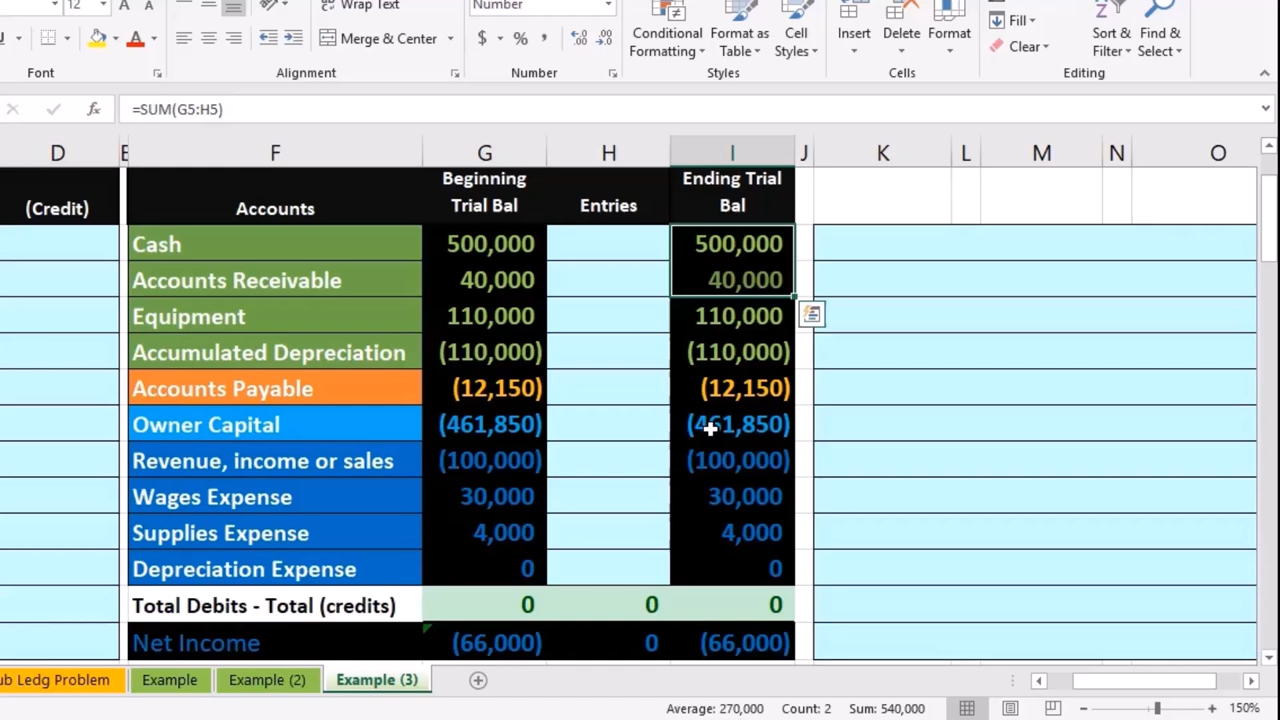 12 A A Wrap Text Number
U A Merge & Center $ % , Conditional Format as Cell Insert Delete Format Fill Sort & Find &
Formatting Table Styles Clear Filter Select
Font Alignment Number Styles Cells Editing
fx =SUM(G5:H5)
D E F G H I J K L M N O
(Credit) Accounts Beginning Trial Bal Entries Ending Trial Bal
Cash 500,000 500,000
Accounts Receivable 40,000 40,000
Equipment 110,000 110,000
Accumulated Depreciation (110,000) (110,000)
Accounts Payable (12,150) (12,150)
Owner Capital (461,850) (461,850)
Revenue, income or sales (100,000) (100,000)
Wages Expense 30,000 30,000
Supplies Expense 4,000 4,000
Depreciation Expense 0 0
Total Debits - Total (credits) 0 0 0
Net Income (66,000) 0 (66,000)
ub Ledg Problem Example Example (2) Example (3)
Average: 270,000 Count: 2 Sum: 540,000 150%